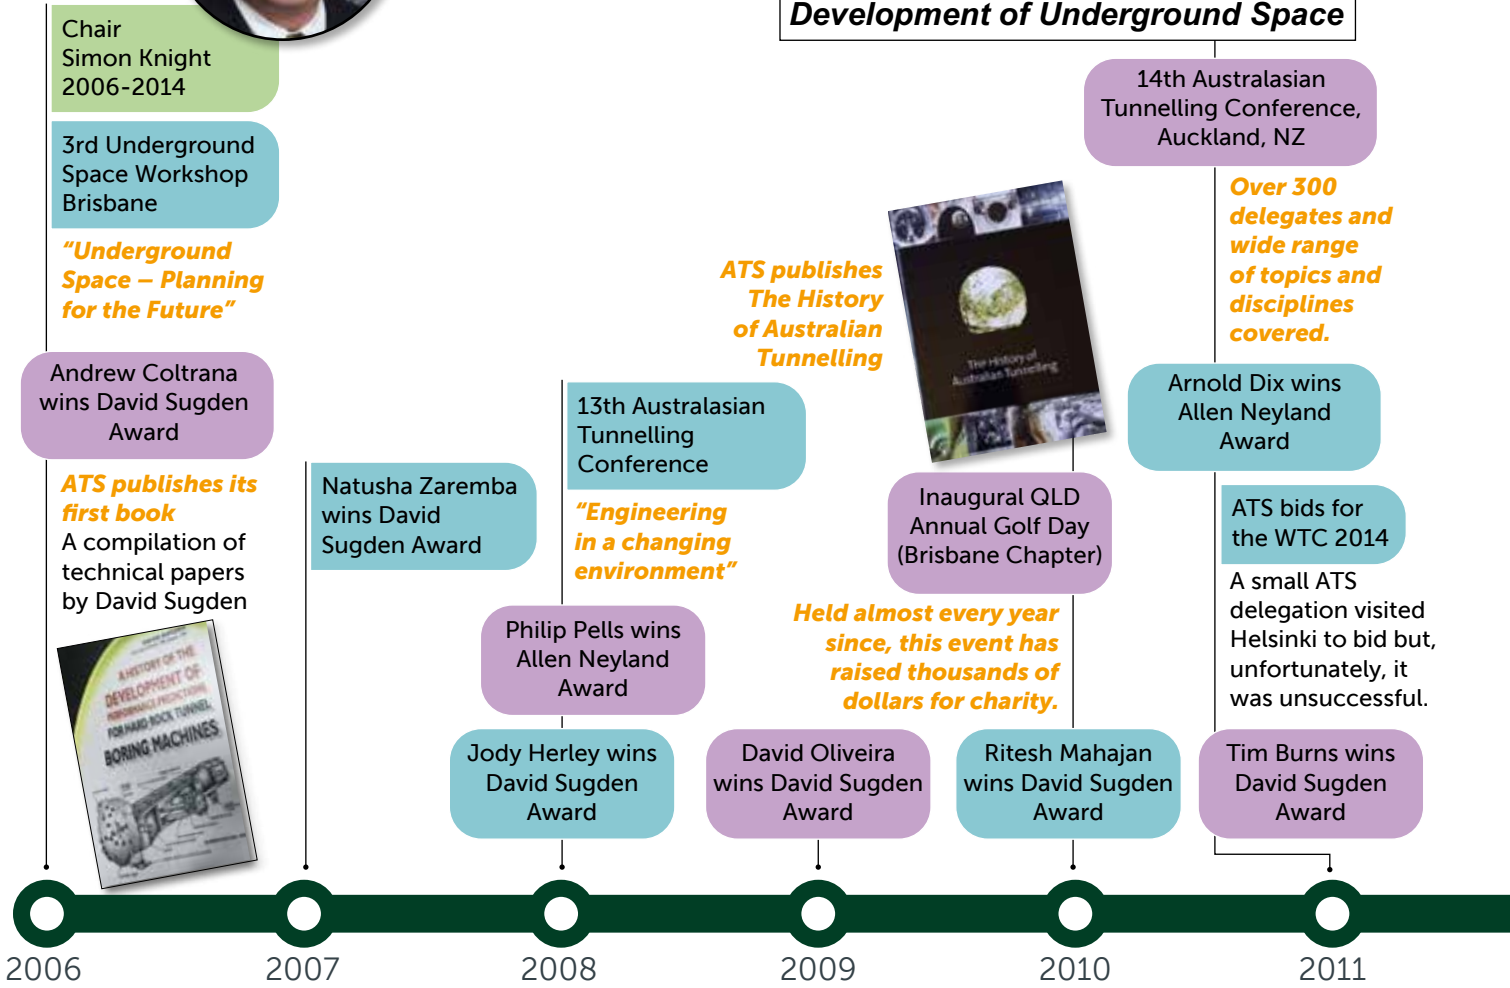 Development of Underground Space
Chair
Simon Knight
2006-2014
3rd Underground
Space Workshop
Brisbane
“Underground
Space – Planning
for the Future”
Andrew Coltrana
wins David Sugden
Award
ATS publishes its
first book
A compilation of
technical papers
by David Sugden
A HISTORY OF THE
DEVELOPMENT OF
PERFORMANCE PREDICTIONS
FOR HARD ROCK TUNNEL
BORING MACHINES
Natusha Zaremba
wins David
Sugden Award
13th Australasian
Tunnelling
Conference
“Engineering
in a changing
environment”
Philip Pells wins
Allen Neyland
Award
Jody Herley wins
David Sugden
Award
David Oliveira
wins David Sugden
Award
ATS publishes
The History
of Australian
Tunnelling
The History of
Australian Tunnelling
Inaugural QLD
Annual Golf Day
(Brisbane Chapter)
Held almost every year
since, this event has
raised thousands of
dollars for charity.
Ritesh Mahajan
wins David Sugden
Award
14th Australasian
Tunnelling Conference,
Auckland, NZ
Over 300
delegates and
wide range
of topics and
disciplines
covered.
Arnold Dix wins
Allen Neyland
Award
ATS bids for
the WTC 2014
A small ATS
delegation visited
Helsinki to bid but,
unfortunately, it
was unsuccessful.
Tim Burns wins
David Sugden
Award
2006
2007
2008
2009
2010
2011